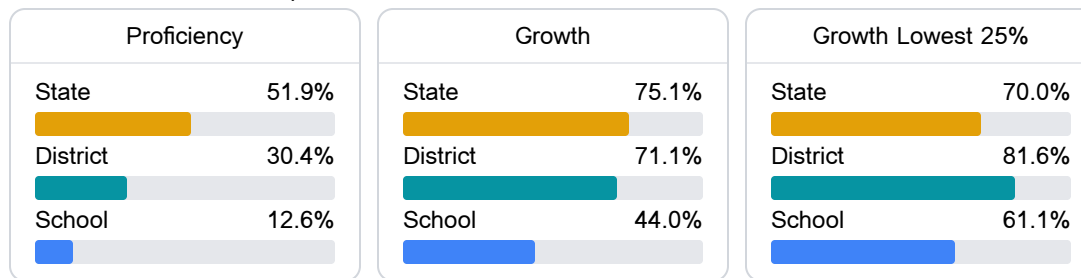 Proficiency
State 51.9%
District 30.4%
School 12.6%
Growth
State 75.1%
District 71.1%
School 44.0%
Growth Lowest 25%
State 70.0%
District 81.6%
School 61.1%